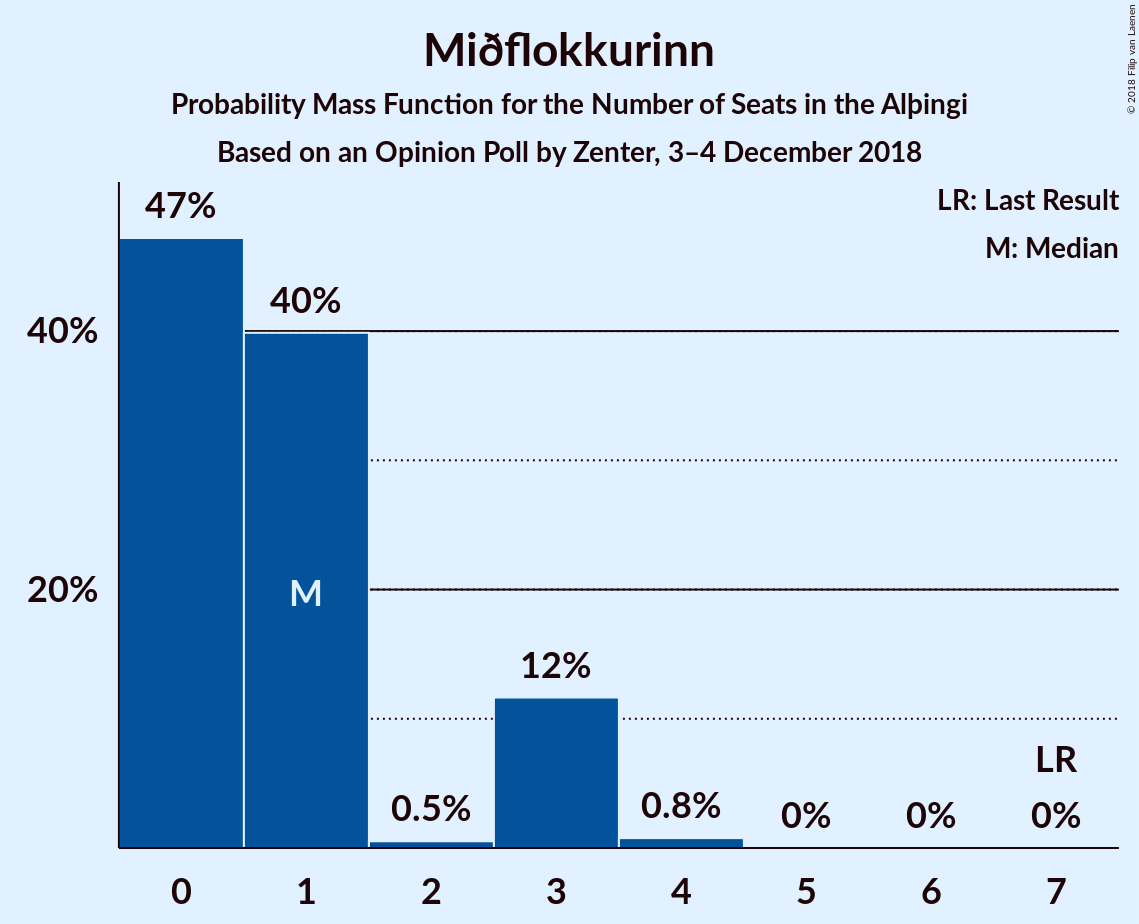 Miðflokkurinn
Probability Mass Function for the Number of Seats in the Alþingi
Based on an Opinion Poll by Zenter, 3–4 December 2018
© 2018 Filip van Laenen
LR: Last Result
M: Median
47%
40%
40%
20%
M
12%
0.5%
0.8%
0%
0%
LR
0%
0 1 2 3 4 5 6 7